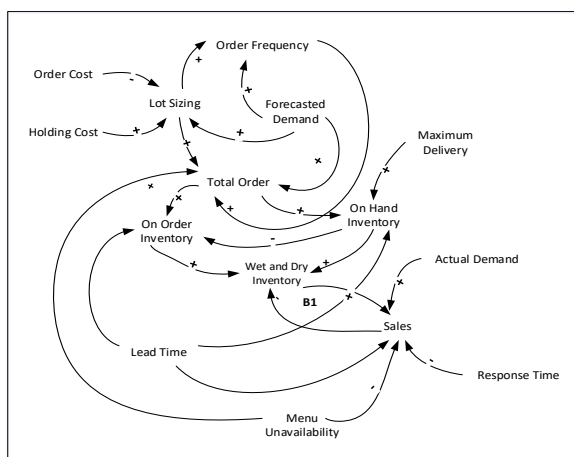 Order Frequency
+
Order Cost
-
Lot Sizing
Forecasted
Demand
+
Holding Cost
+
+
+
Maximum
Delivery
+
+
+
Total Order
+
+
+
On Order
Inventory
-
On Hand
Inventory
+
+
Wet and Dry
Inventory
Actual Demand
+
+
-
B1
+
Sales
Lead Time
-
-
Response Time
Menu
Unavailability